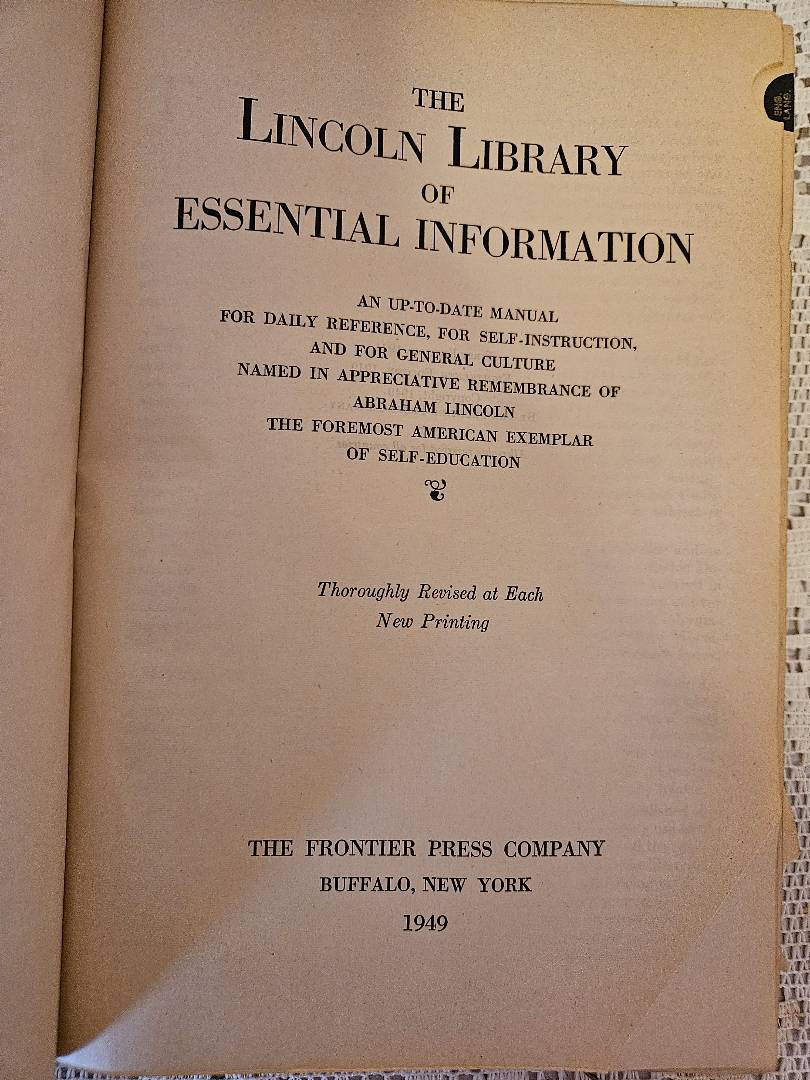 THE
LINCOLN LIBRARY
OF
ESSENTIAL INFORMATION
AN UP-TO-DATE MANUAL
FOR DAILY REFERENCE, FOR SELF-INSTRUCTION,
AND FOR GENERAL CULTURE
NAMED IN APPRECIATIVE REMEMBRANCE OF
ABRAHAM LINCOLN
THE FOREMOST AMERICAN EXEMPLAR
OF SELF-EDUCATION
Thoroughly Revised at Each
New Printing
THE FRONTIER PRESS COMPANY
BUFFALO, NEW YORK
1949
ENG.
LANG.